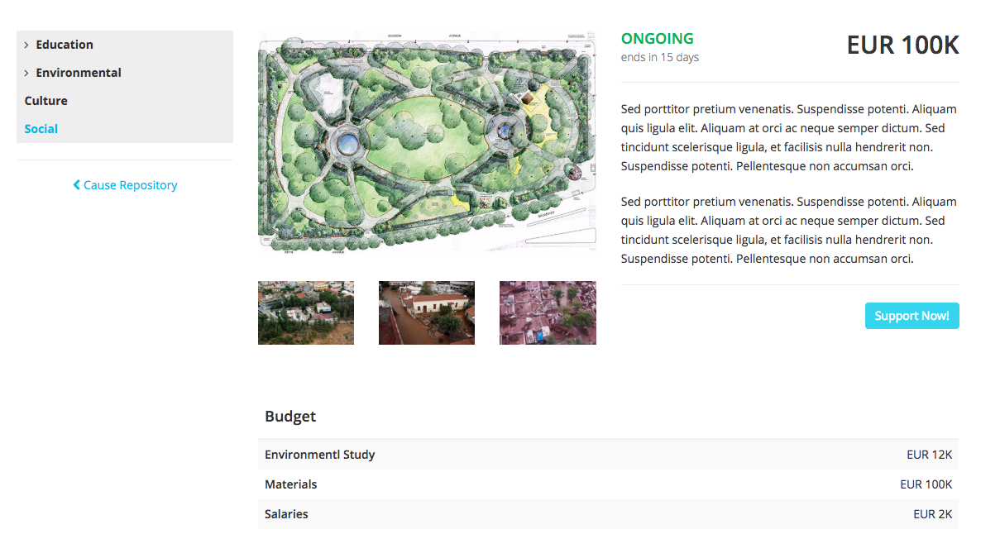 Education
Environmental
Culture
Social
Cause Repository
ONGOING
ends in 15 days
EUR 100K
Sed porttitor pretium venenatis. Suspendisse potenti. Aliquam
quis ligula elit. Aliquam at orci ac neque semper dictum. Sed
tincidunt scelerisque ligula, et facilisis nulla hendrerit non.
Suspendisse potenti. Pellentesque non accumsan orci.
Sed porttitor pretium venenatis. Suspendisse potenti. Aliquam
quis ligula elit. Aliquam at orci ac neque semper dictum. Sed
tincidunt scelerisque ligula, et facilisis nulla hendrerit non.
Suspendisse potenti. Pellentesque non accumsan orci.
Support Now!
Budget
Environmentl Study EUR 12K
Materials EUR 100K
Salaries EUR 2K